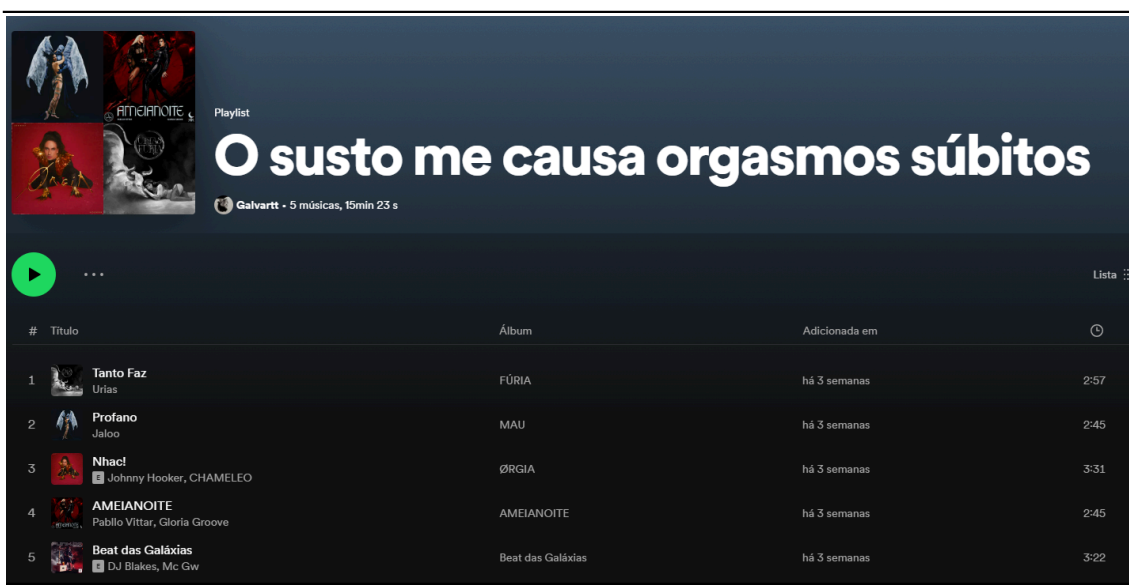 AMEIANOITE
Playlist
O susto me causa orgasmos súbitos
Galvartt • 5 músicas, 15min 23 s
Lista
# Título Álbum Adicionada em
1 Tanto Faz FÚRIA há 3 semanas 2:57
Urias
2 Profano MAU há 3 semanas 2:45
Jaloo
3 Nhac! ØRGIA há 3 semanas 3:31
E Johnny Hooker, CHAMELEO
4 AMEIANOITE AMEIANOITE há 3 semanas 2:45
Pabllo Vittar, Gloria Groove
5 Beat das Galáxias Beat das Galáxias há 3 semanas 3:22
E DJ Blakes, Mc Gw